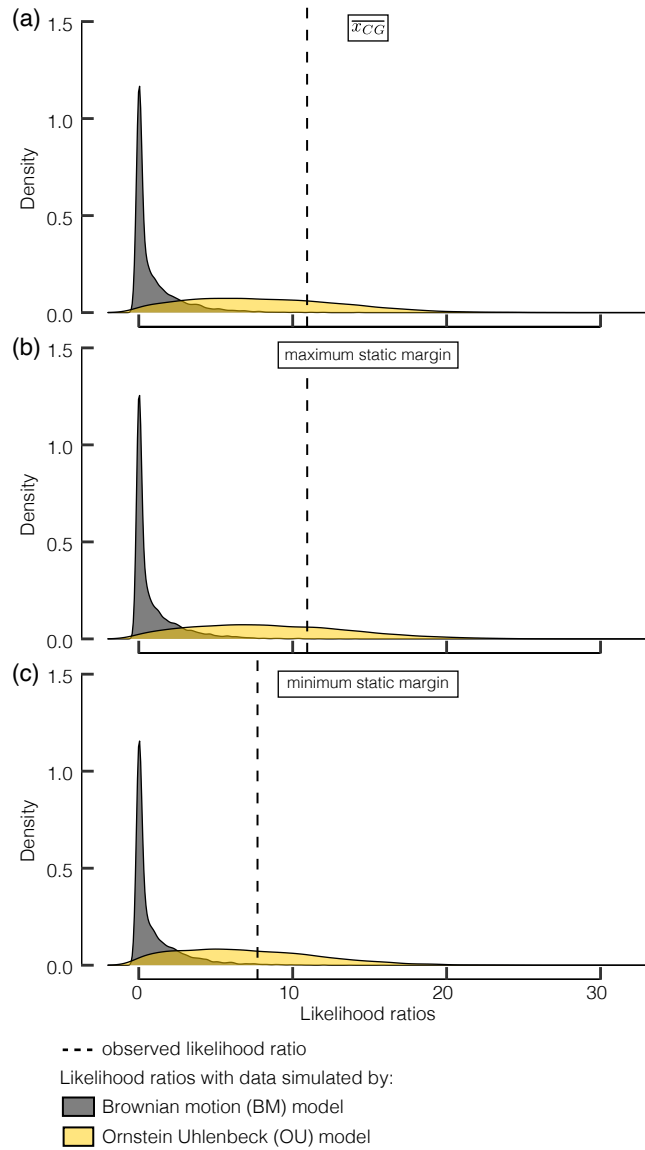 (a)
1.5
1.0
0.5
0.0
Density
x_CG
(b)
1.5
1.0
0.5
0.0
Density
maximum static margin
(c)
1.5
1.0
0.5
0.0
Density
minimum static margin
0 10 20 30
Likelihood ratios
observed likelihood ratio
Likelihood ratios with data simulated by:
Brownian motion (BM) model
Ornstein Uhlenbeck (OU) model